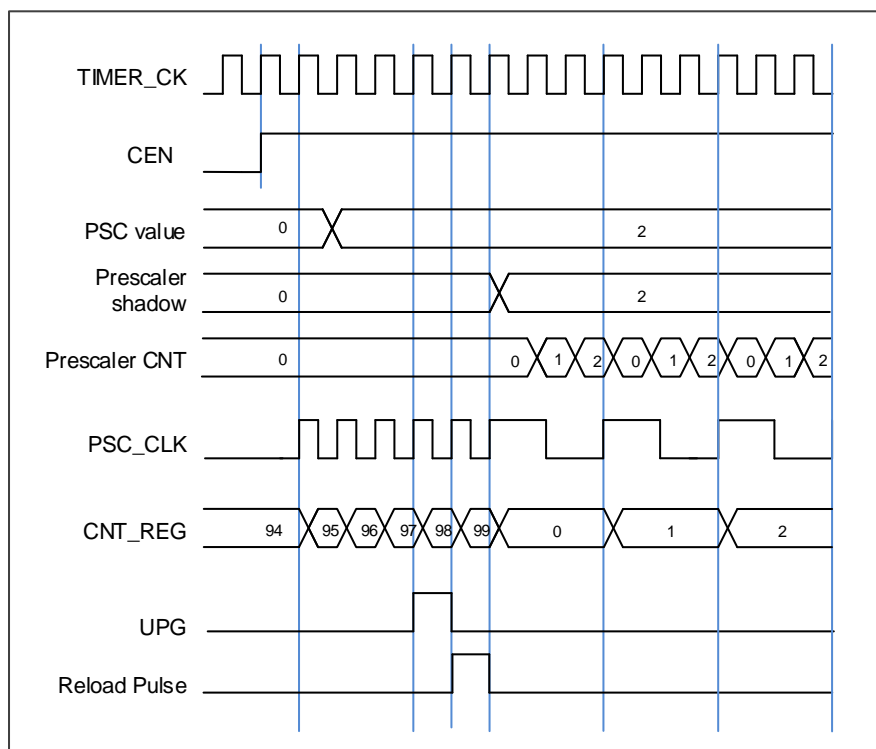 TIMER_CK
CEN
PSC value 0 2
Prescaler
shadow 0 2
Prescaler CNT 0 0 1 2 0 1 2 0 1 2
PSC_CLK
CNT_REG 94 95 96 97 98 99 0 1 2
UPG
Reload Pulse